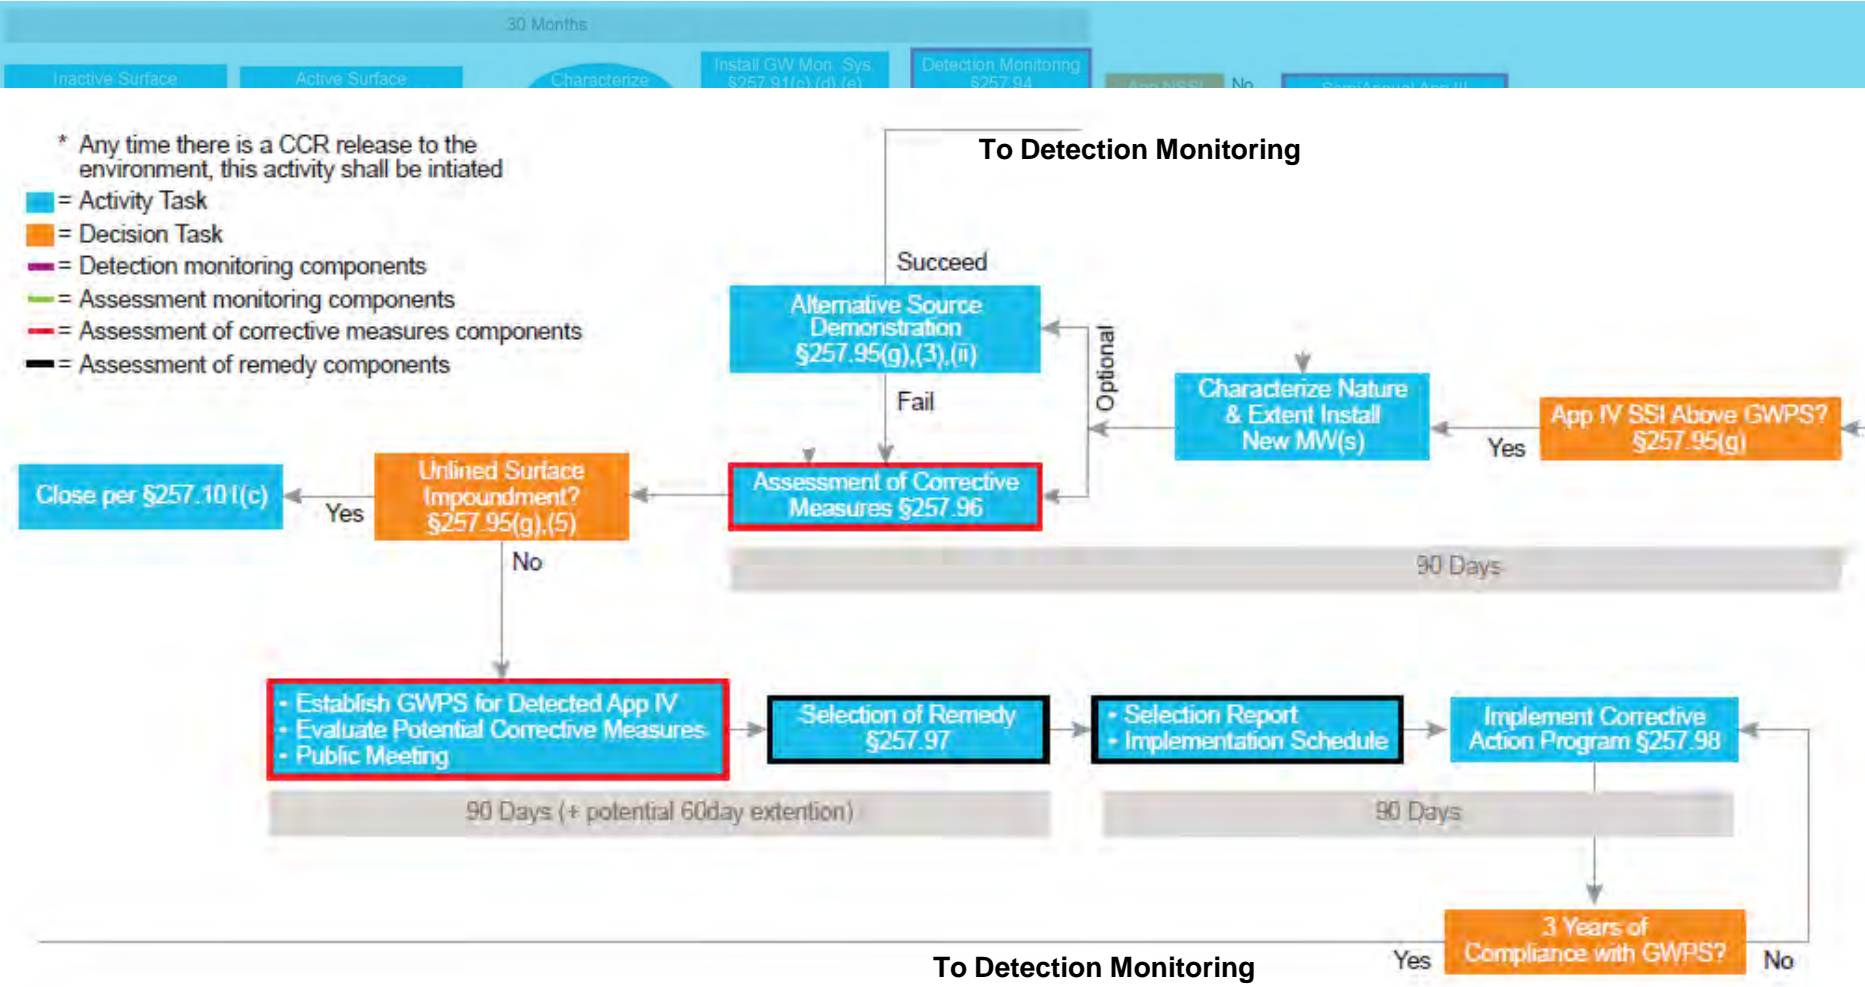 30 Months
Inactive Surface
Active Surface
Characterize
Install GW Mon. Sys.
§257.91(c),(d),(e)
Detection Monitoring
§257.94
No
SemiAnnual App III
* Any time there is a CCR release to the
environment, this activity shall be intiated
= Activity Task
= Decision Task
= Detection monitoring components
= Assessment monitoring components
= Assessment of corrective measures components
= Assessment of remedy components
To Detection Monitoring
Succeed
Alternative Source
Demonstration
§257.95(g),(3),(ii)
Optional
Fail
Characterize Nature
& Extent Install
New MW(s)
Yes
App IV SSI Above GWPS?
§257.95(g)
Close per §257.101(c)
Yes
Unlined Surface
Impoundment?
§257.95(g),(5)
Assessment of Corrective
Measures §257.96
No
90 Days
• Establish GWPS for Detected App IV
• Evaluate Potential Corrective Measures
• Public Meeting
Selection of Remedy
§257.97
• Selection Report
• Implementation Schedule
Implement Corrective
Action Program §257.98
90 Days (+ potential 60day extention)
90 Days
3 Years of
Compliance with GWPS?
Yes
No
To Detection Monitoring